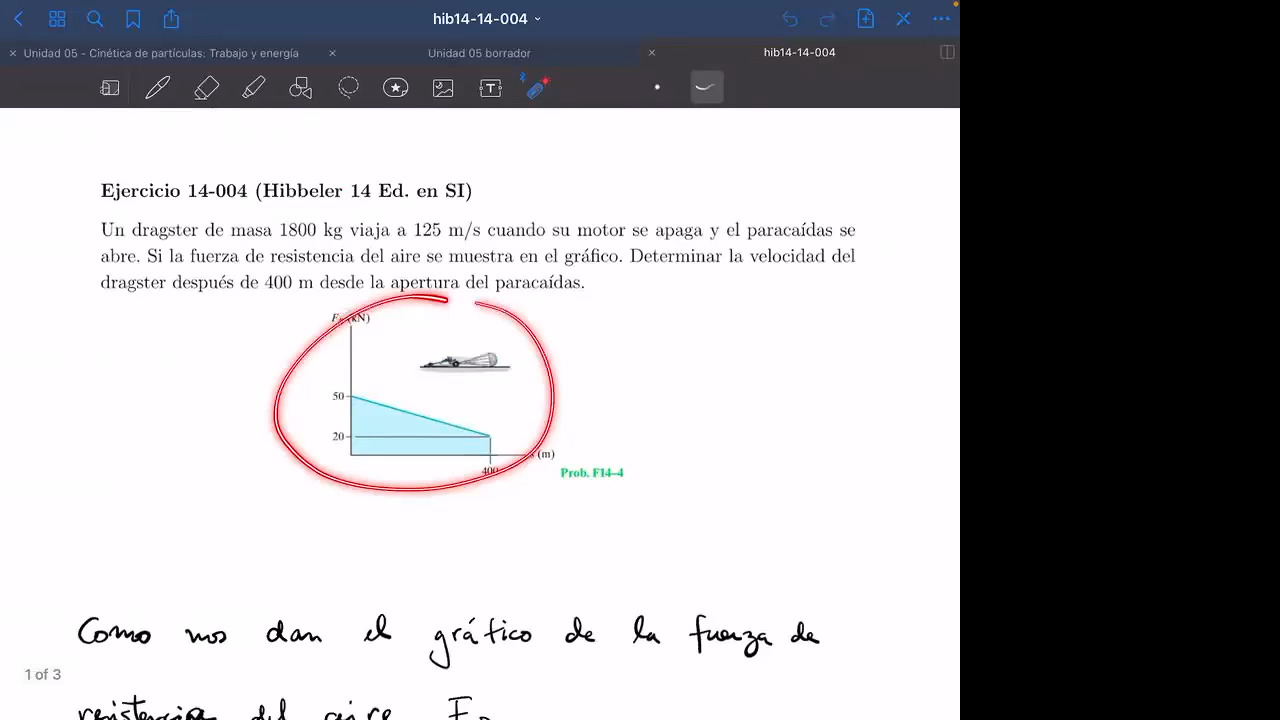 hib14-14-004
Unidad 05 - Cinética de partículas: Trabajo y energía
Unidad 05 borrador
hib14-14-004
Ejercicio 14-004 (Hibbeler 14 Ed. en SI)
Un dragster de masa 1800 kg viaja a 125 m/s cuando su motor se apaga y el paracaídas se
abre. Si la fuerza de resistencia del aire se muestra en el gráfico. Determinar la velocidad del
dragster después de 400 m desde la apertura del paracaídas.
(kN)
50
20
400
(m)
Prob. F14–4
Como nos dan el gráfico de la fuerza de
1 of 3
resistencia del aire